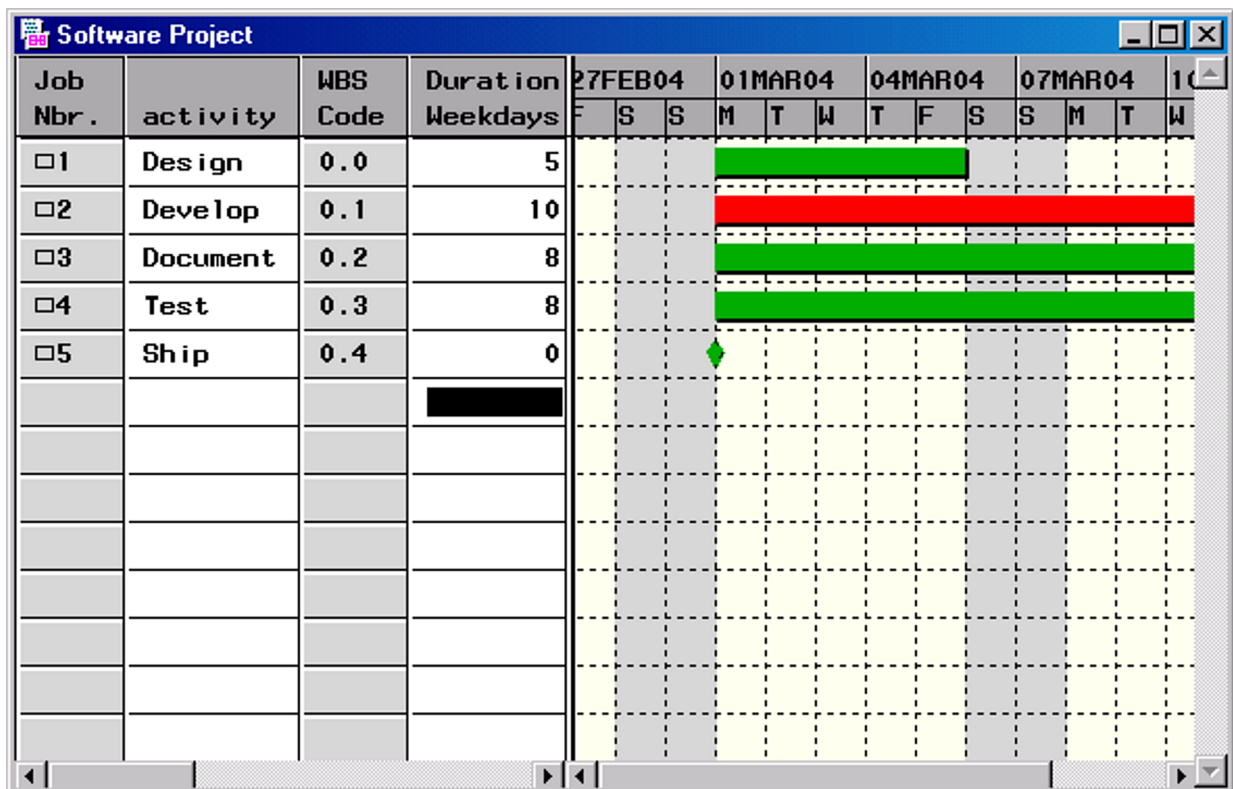 Software Project
Job Nbr. activity WBS Code Duration Weekdays
27FEB04 01MAR04 04MAR04 07MAR04
F S S M T W T F S S M T W
1 Design 0.0 5
2 Develop 0.1 10
3 Document 0.2 8
4 Test 0.3 8
5 Ship 0.4 0